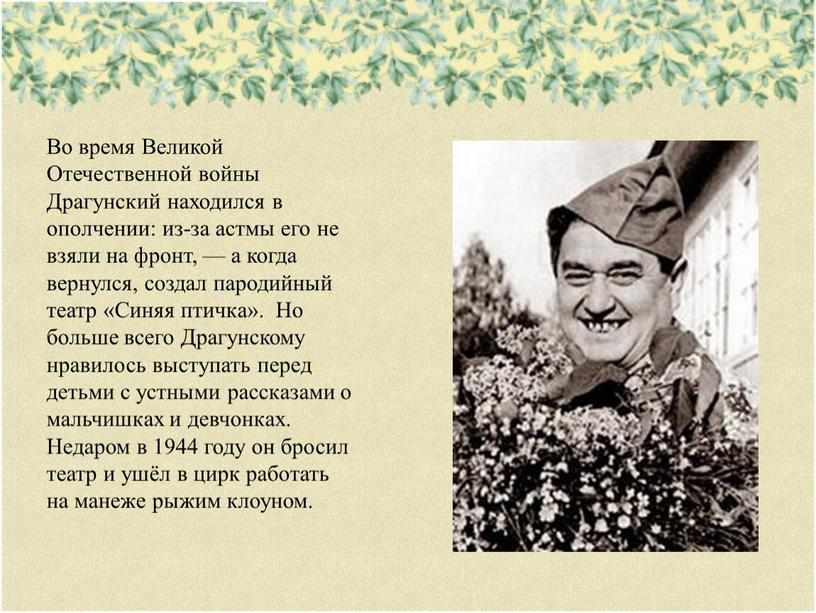 Во время Великой
Отечественной войны
Драгунский находился в
ополчении: из-за астмы его не
взяли на фронт, — а когда
вернулся, создал пародийный
театр «Синяя птичка».  Но
больше всего Драгунскому
нравилось выступать перед
детьми с устными рассказами о
мальчишках и девчонках.
Недаром в 1944 году он бросил
театр и ушёл в цирк работать
на манеже рыжим клоуном.